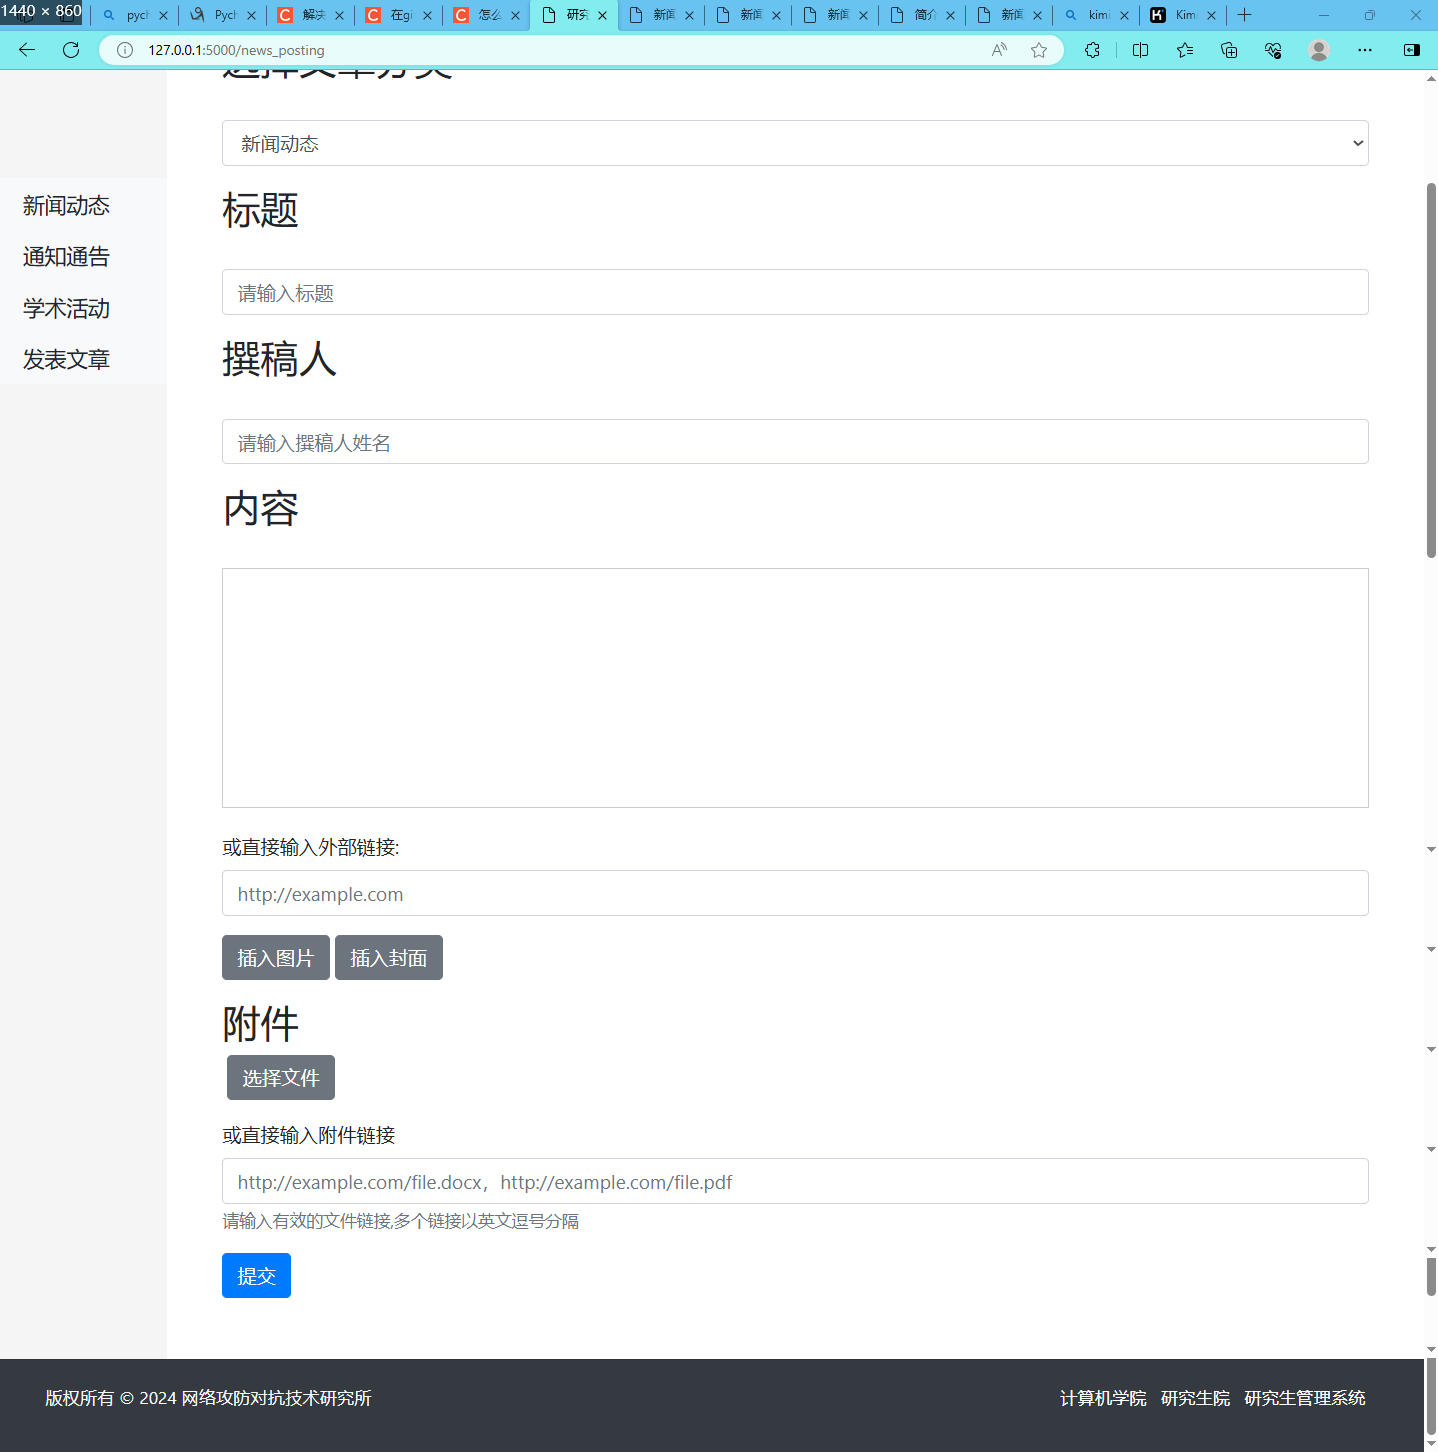 1440 × 860
pycl
Pych
解决
在gi
怎么
研究
新闻
新闻
新闻
简介
新闻
kimi
Kimi
127.0.0.1:5000/news_posting
选择文章分类
新闻动态
标题
请输入标题
撰稿人
请输入撰稿人姓名
内容
或直接输入外部链接:
http://example.com
插入图片 插入封面
附件
选择文件
或直接输入附件链接
http://example.com/file.docx，http://example.com/file.pdf
请输入有效的文件链接,多个链接以英文逗号分隔
提交
新闻动态
通知通告
学术活动
发表文章
版权所有 © 2024 网络攻防对抗技术研究所
计算机学院 研究生院 研究生管理系统